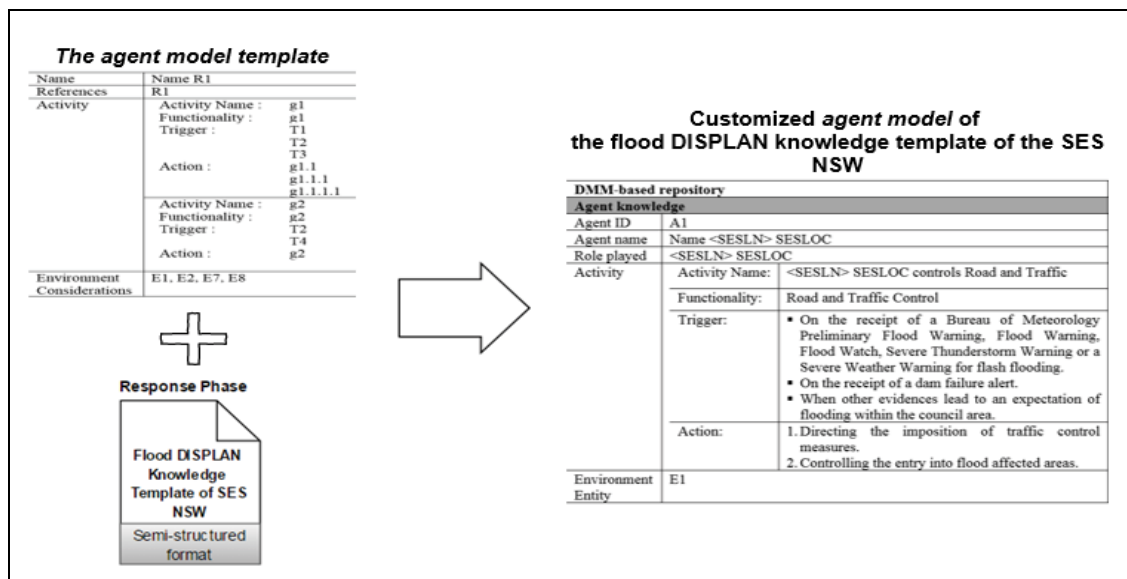 The agent model template
Name Name R1
References R1
Activity Activity Name : g1
Functionality : g1
Trigger : T1
T2
T3
Action : g1.1
g1.1.1
g1.1.1.1
Activity Name : g2
Functionality : g2
Trigger : T2
T4
Action : g2
Environment E1, E2, E7, E8
Considerations
Response Phase
Flood DISPLAN
Knowledge
Template of SES
NSW
Semi-structured
format
Customized agent model of
the flood DISPLAN knowledge template of the SES
NSW
DMM-based repository
Agent knowledge
Agent ID A1
Agent name Name <SESLN> SESLOC
Role played <SESLN> SESLOC
Activity Activity Name: <SESLN> SESLOC controls Road and Traffic
Functionality: Road and Traffic Control
Trigger: ▪ On the receipt of a Bureau of Meteorology
Preliminary Flood Warning, Flood Warning,
Flood Watch, Severe Thunderstorm Warning or a
Severe Weather Warning for flash flooding.
▪ On the receipt of a dam failure alert.
▪ When other evidences lead to an expectation of
flooding within the council area.
Action: 1. Directing the imposition of traffic control
measures.
2. Controlling the entry into flood affected areas.
Environment E1
Entity